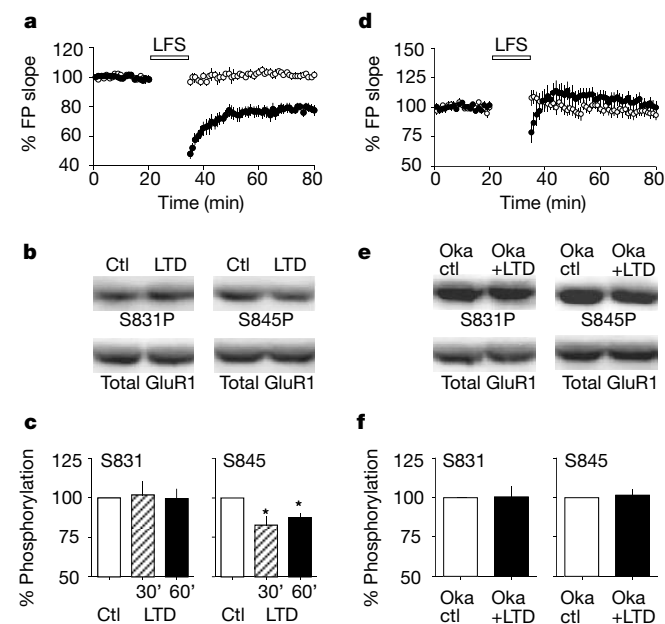 a
LFS
% FP slope
120
100
80
60
40
0 20 40 60 80
Time (min)
d
LFS
% FP slope
150
125
100
75
50
0 20 40 60 80
Time (min)
b
Ctl LTD Ctl LTD
S831P S845P
Total GluR1 Total GluR1
e
Oka ctl Oka +LTD Oka ctl Oka +LTD
S831P S845P
Total GluR1 Total GluR1
c
% Phosphorylation
125
100
75
50
S831
S845
* *
30' 60' 30' 60'
Ctl LTD Ctl LTD
f
% Phosphorylation
125
100
75
50
S831
S845
Oka ctl Oka +LTD Oka ctl Oka +LTD